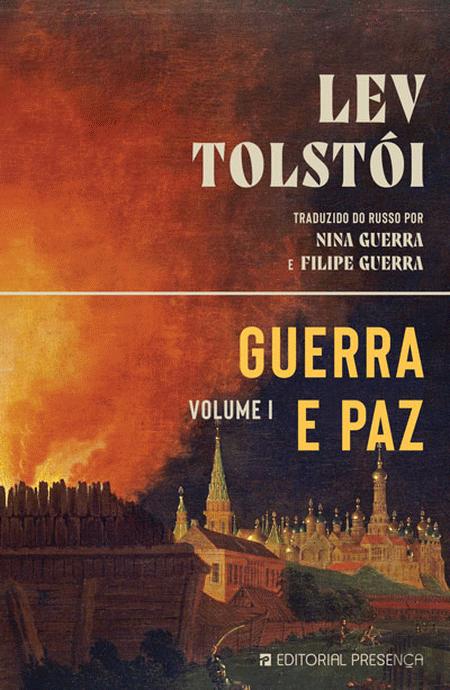 LEV
TOLSTÓI
TRADUZIDO DO RUSSO POR
NINA GUERRA
E FILIPE GUERRA
GUERRA
VOLUME I
E PAZ
EDITORIAL PRESENÇA